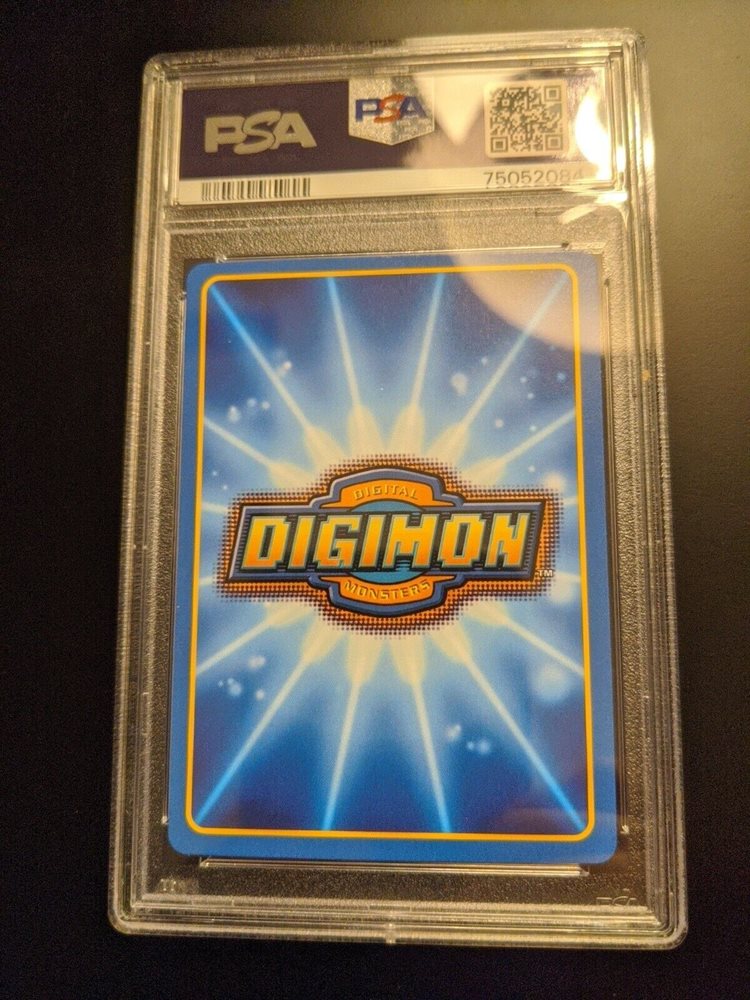 PSA
PSA
75052084
DIGITAL
DIGIMON
MONSTERS
TM